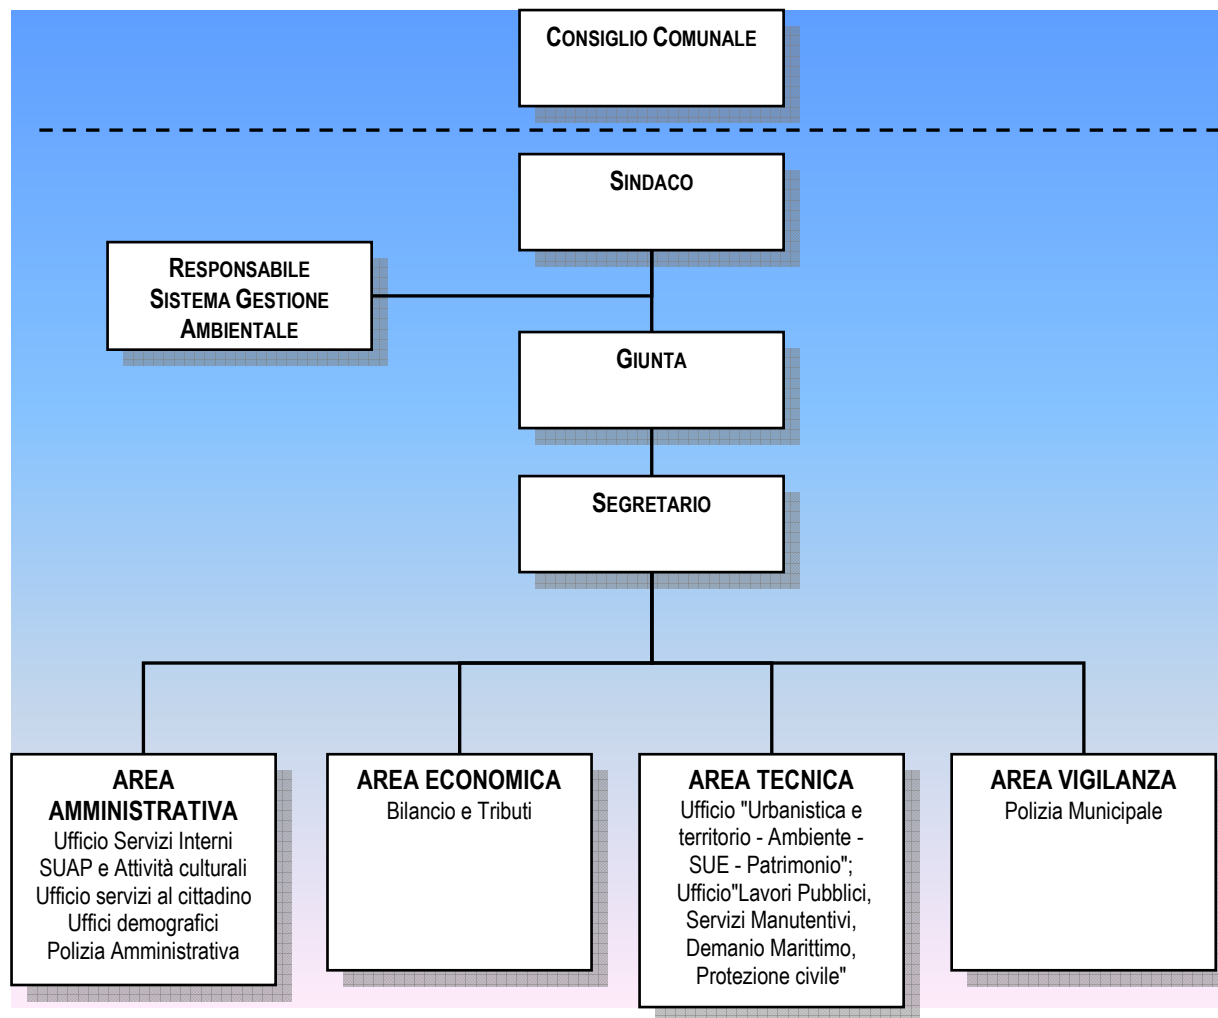 CONSIGLIO COMUNALE
SINDACO
RESPONSABILE
SISTEMA GESTIONE
AMBIENTALE
GIUNTA
SEGRETARIO
AREA
AMMINISTRATIVA
Ufficio Servizi Interni
SUAP e Attività culturali
Ufficio servizi al cittadino
Uffici demografici
Polizia Amministrativa
AREA ECONOMICA
Bilancio e Tributi
AREA TECNICA
Ufficio "Urbanistica e
territorio - Ambiente -
SUE - Patrimonio";
Ufficio"Lavori Pubblici,
Servizi Manutentivi,
Demanio Marittimo,
Protezione civile"
AREA VIGILANZA
Polizia Municipale